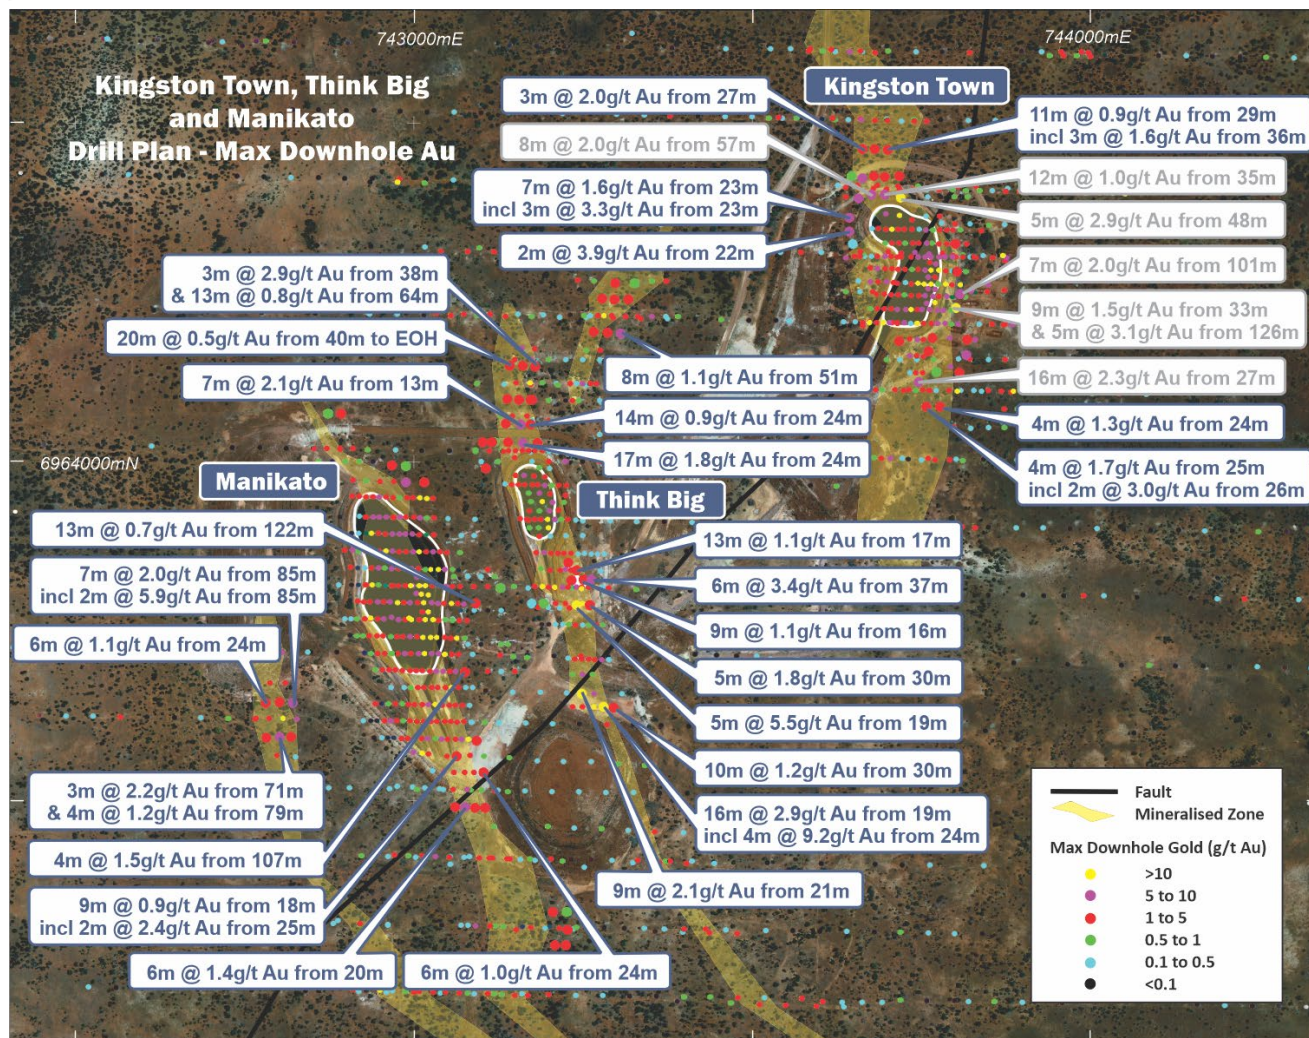 743000mE
744000mE
Kingston Town, Think Big
and Manikato
Drill Plan - Max Downhole Au
Kingston Town
3m @ 2.0g/t Au from 27m
8m @ 2.0g/t Au from 57m
7m @ 1.6g/t Au from 23m
incl 3m @ 3.3g/t Au from 23m
2m @ 3.9g/t Au from 22m
11m @ 0.9g/t Au from 29m
incl 3m @ 1.6g/t Au from 36m
12m @ 1.0g/t Au from 35m
5m @ 2.9g/t Au from 48m
7m @ 2.0g/t Au from 101m
9m @ 1.5g/t Au from 33m
& 5m @ 3.1g/t Au from 126m
16m @ 2.3g/t Au from 27m
4m @ 1.3g/t Au from 24m
4m @ 1.7g/t Au from 25m
incl 2m @ 3.0g/t Au from 26m
3m @ 2.9g/t Au from 38m
& 13m @ 0.8g/t Au from 64m
20m @ 0.5g/t Au from 40m to EOH
7m @ 2.1g/t Au from 13m
8m @ 1.1g/t Au from 51m
14m @ 0.9g/t Au from 24m
17m @ 1.8g/t Au from 24m
6964000mN
Manikato
Think Big
13m @ 0.7g/t Au from 122m
7m @ 2.0g/t Au from 85m
incl 2m @ 5.9g/t Au from 85m
6m @ 1.1g/t Au from 24m
13m @ 1.1g/t Au from 17m
6m @ 3.4g/t Au from 37m
9m @ 1.1g/t Au from 16m
5m @ 1.8g/t Au from 30m
5m @ 5.5g/t Au from 19m
10m @ 1.2g/t Au from 30m
16m @ 2.9g/t Au from 19m
incl 4m @ 9.2g/t Au from 24m
9m @ 2.1g/t Au from 21m
3m @ 2.2g/t Au from 71m
& 4m @ 1.2g/t Au from 79m
4m @ 1.5g/t Au from 107m
9m @ 0.9g/t Au from 18m
incl 2m @ 2.4g/t Au from 25m
6m @ 1.4g/t Au from 20m
6m @ 1.0g/t Au from 24m
Fault
Mineralised Zone
Max Downhole Gold (g/t Au)
>10
5 to 10
1 to 5
0.5 to 1
0.1 to 0.5
<0.1